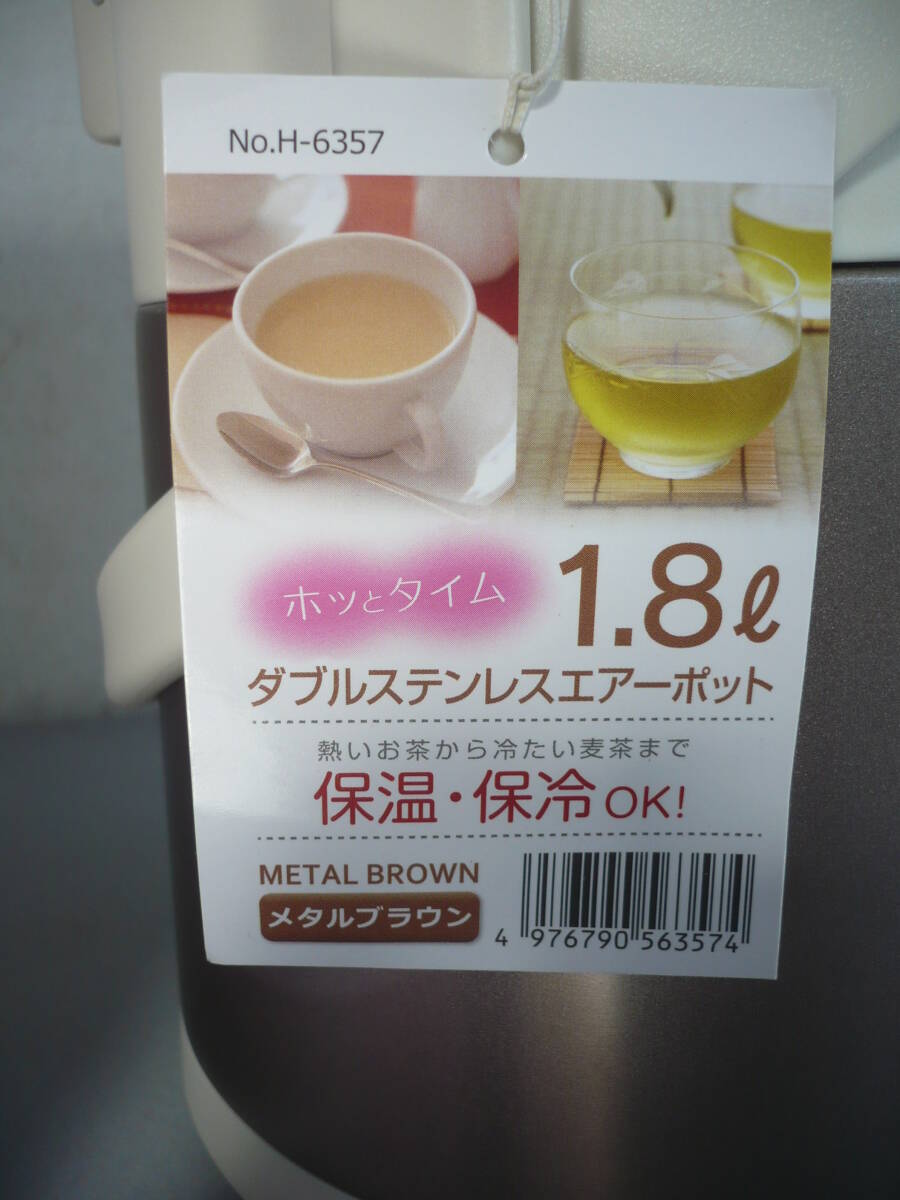 No.H-6357
ホッとタイム
1.8ℓ
ダブルステンレスエアーポット
熱いお茶から冷たい麦茶まで
保温・保冷OK!
METAL BROWN
メタルブラウン
4 976790 563574